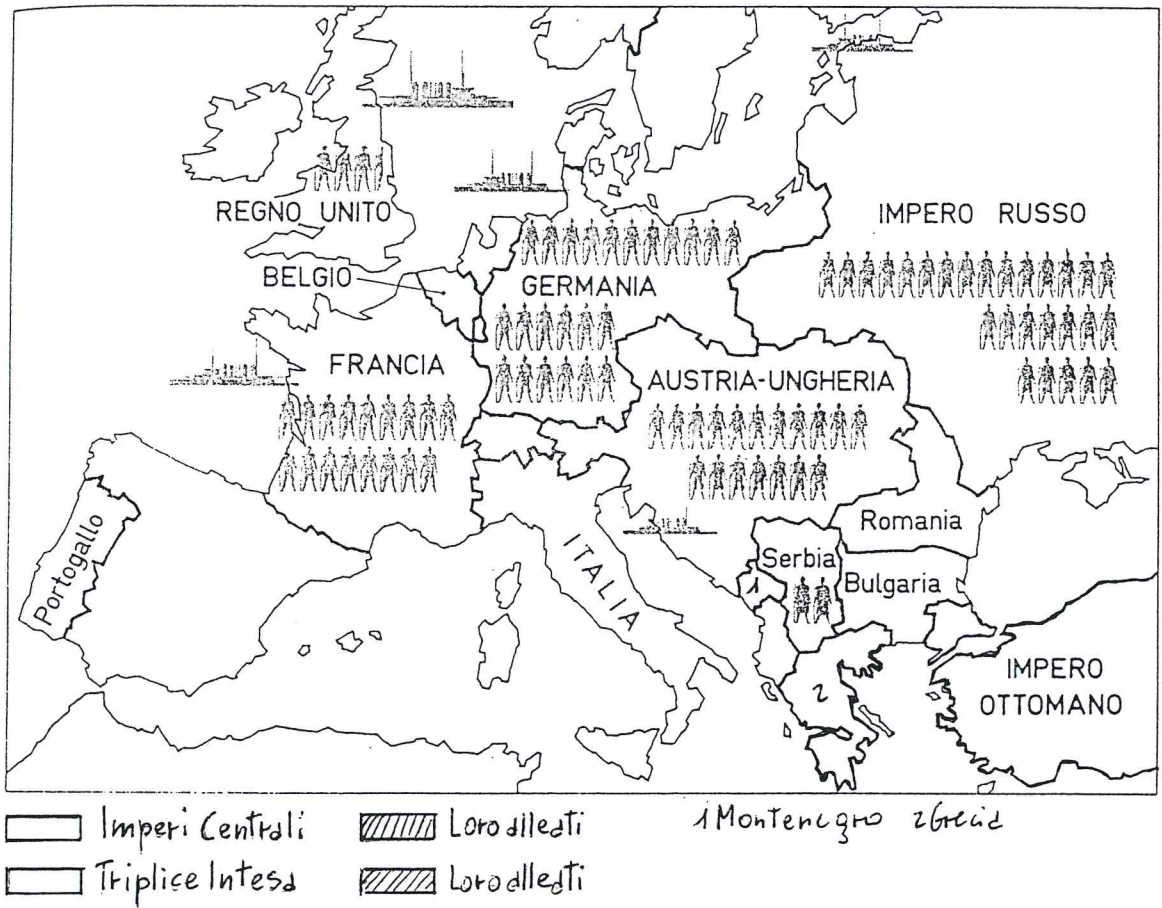 REGNO UNITO
IMPERO RUSSO
BELGIO
GERMANIA
FRANCIA
AUSTRIA-UNGHERIA
Romania
Portogallo
ITALIA
Serbia
Bulgaria
1
2
IMPERO
OTTOMANO
Imperi Centrali
Loro alleati
1 Montenegro 2 Grecia
Triplice Intesa
Loro alleati